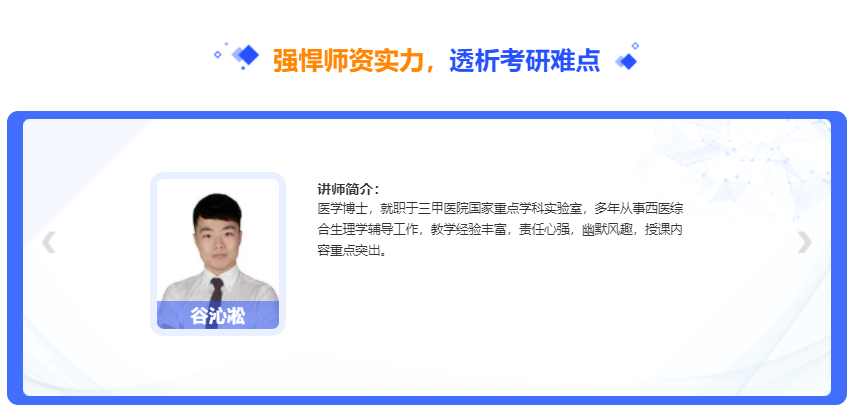 强悍师资实力，透析考研难点
讲师简介：
医学博士，就职于三甲医院国家重点学科实验室，多年从事西医综
合生理学辅导工作，教学经验丰富，责任心强，幽默风趣，授课内
容重点突出。
谷沁凇